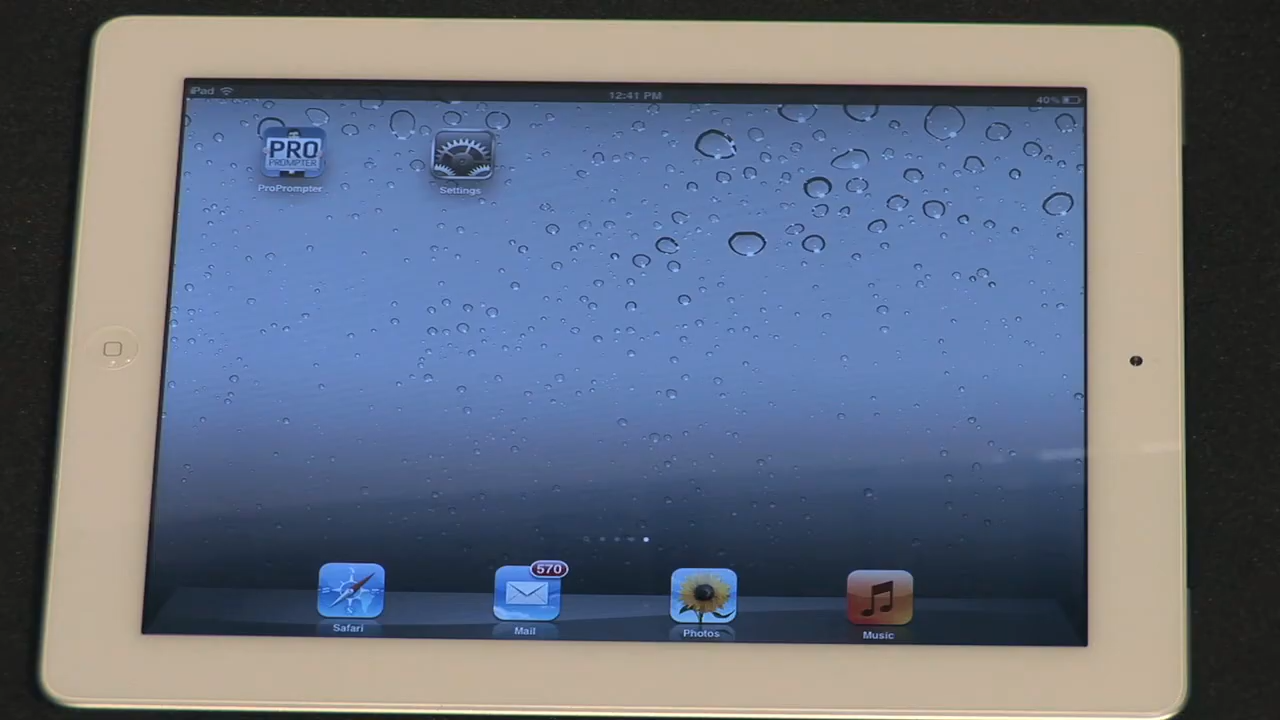 iPad 12:41 PM 40%
PRO
PROMPTER
ProPrompter
Settings
570
Safari
Mail
Photos
Music